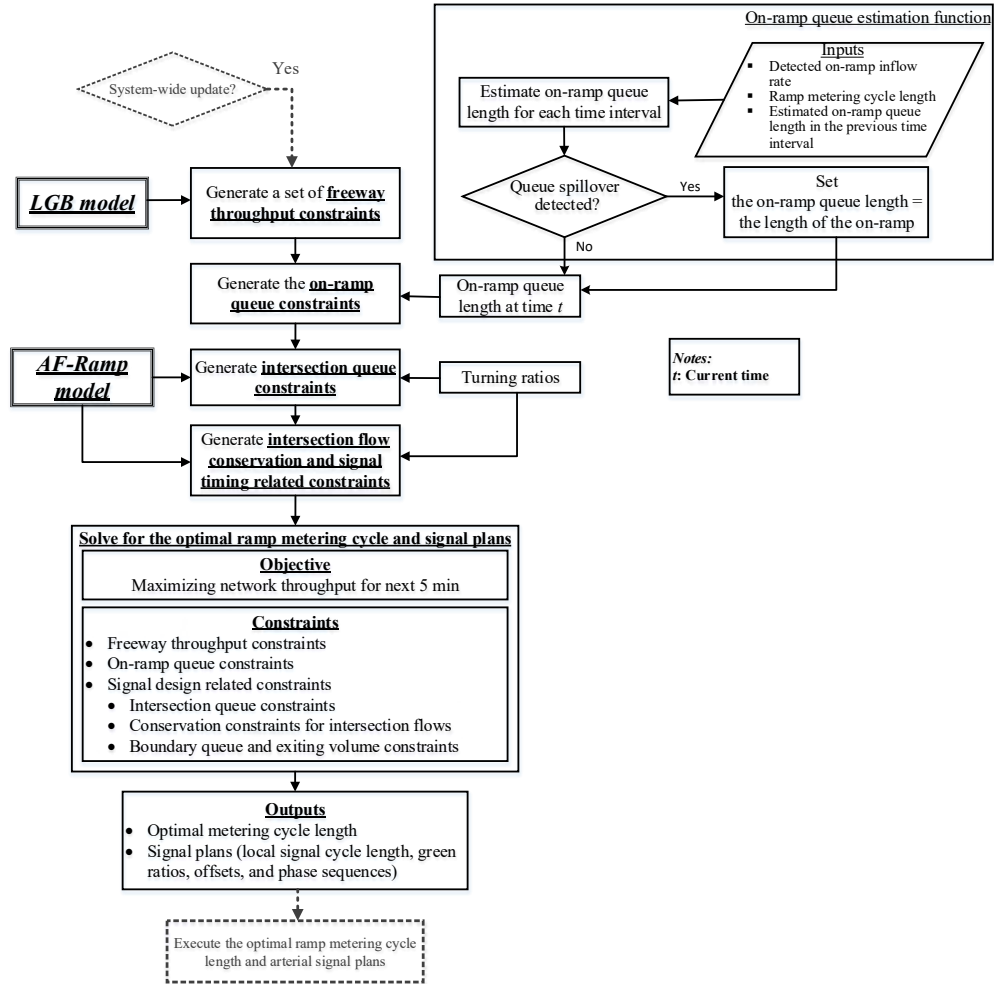 On-ramp queue estimation function
Inputs
▪ Detected on-ramp inflow
rate
▪ Ramp metering cycle length
▪ Estimated on-ramp queue
length in the previous time
interval
Estimate on-ramp queue
length for each time interval
Queue spillover
detected?
Yes
No
Set
the on-ramp queue length =
the length of the on-ramp
On-ramp queue
length at time t
System-wide update?
Yes
LGB model
Generate a set of freeway
throughput constraints
Generate the on-ramp
queue constraints
AF-Ramp
model
Generate intersection queue
constraints
Turning ratios
Notes:
t: Current time
Generate intersection flow
conservation and signal
timing related constraints
Solve for the optimal ramp metering cycle and signal plans
Objective
Maximizing network throughput for next 5 min
Constraints
• Freeway throughput constraints
• On-ramp queue constraints
• Signal design related constraints
• Intersection queue constraints
• Conservation constraints for intersection flows
• Boundary queue and exiting volume constraints
Outputs
• Optimal metering cycle length
• Signal plans (local signal cycle length, green
ratios, offsets, and phase sequences)
Execute the optimal ramp metering cycle
length and arterial signal plans